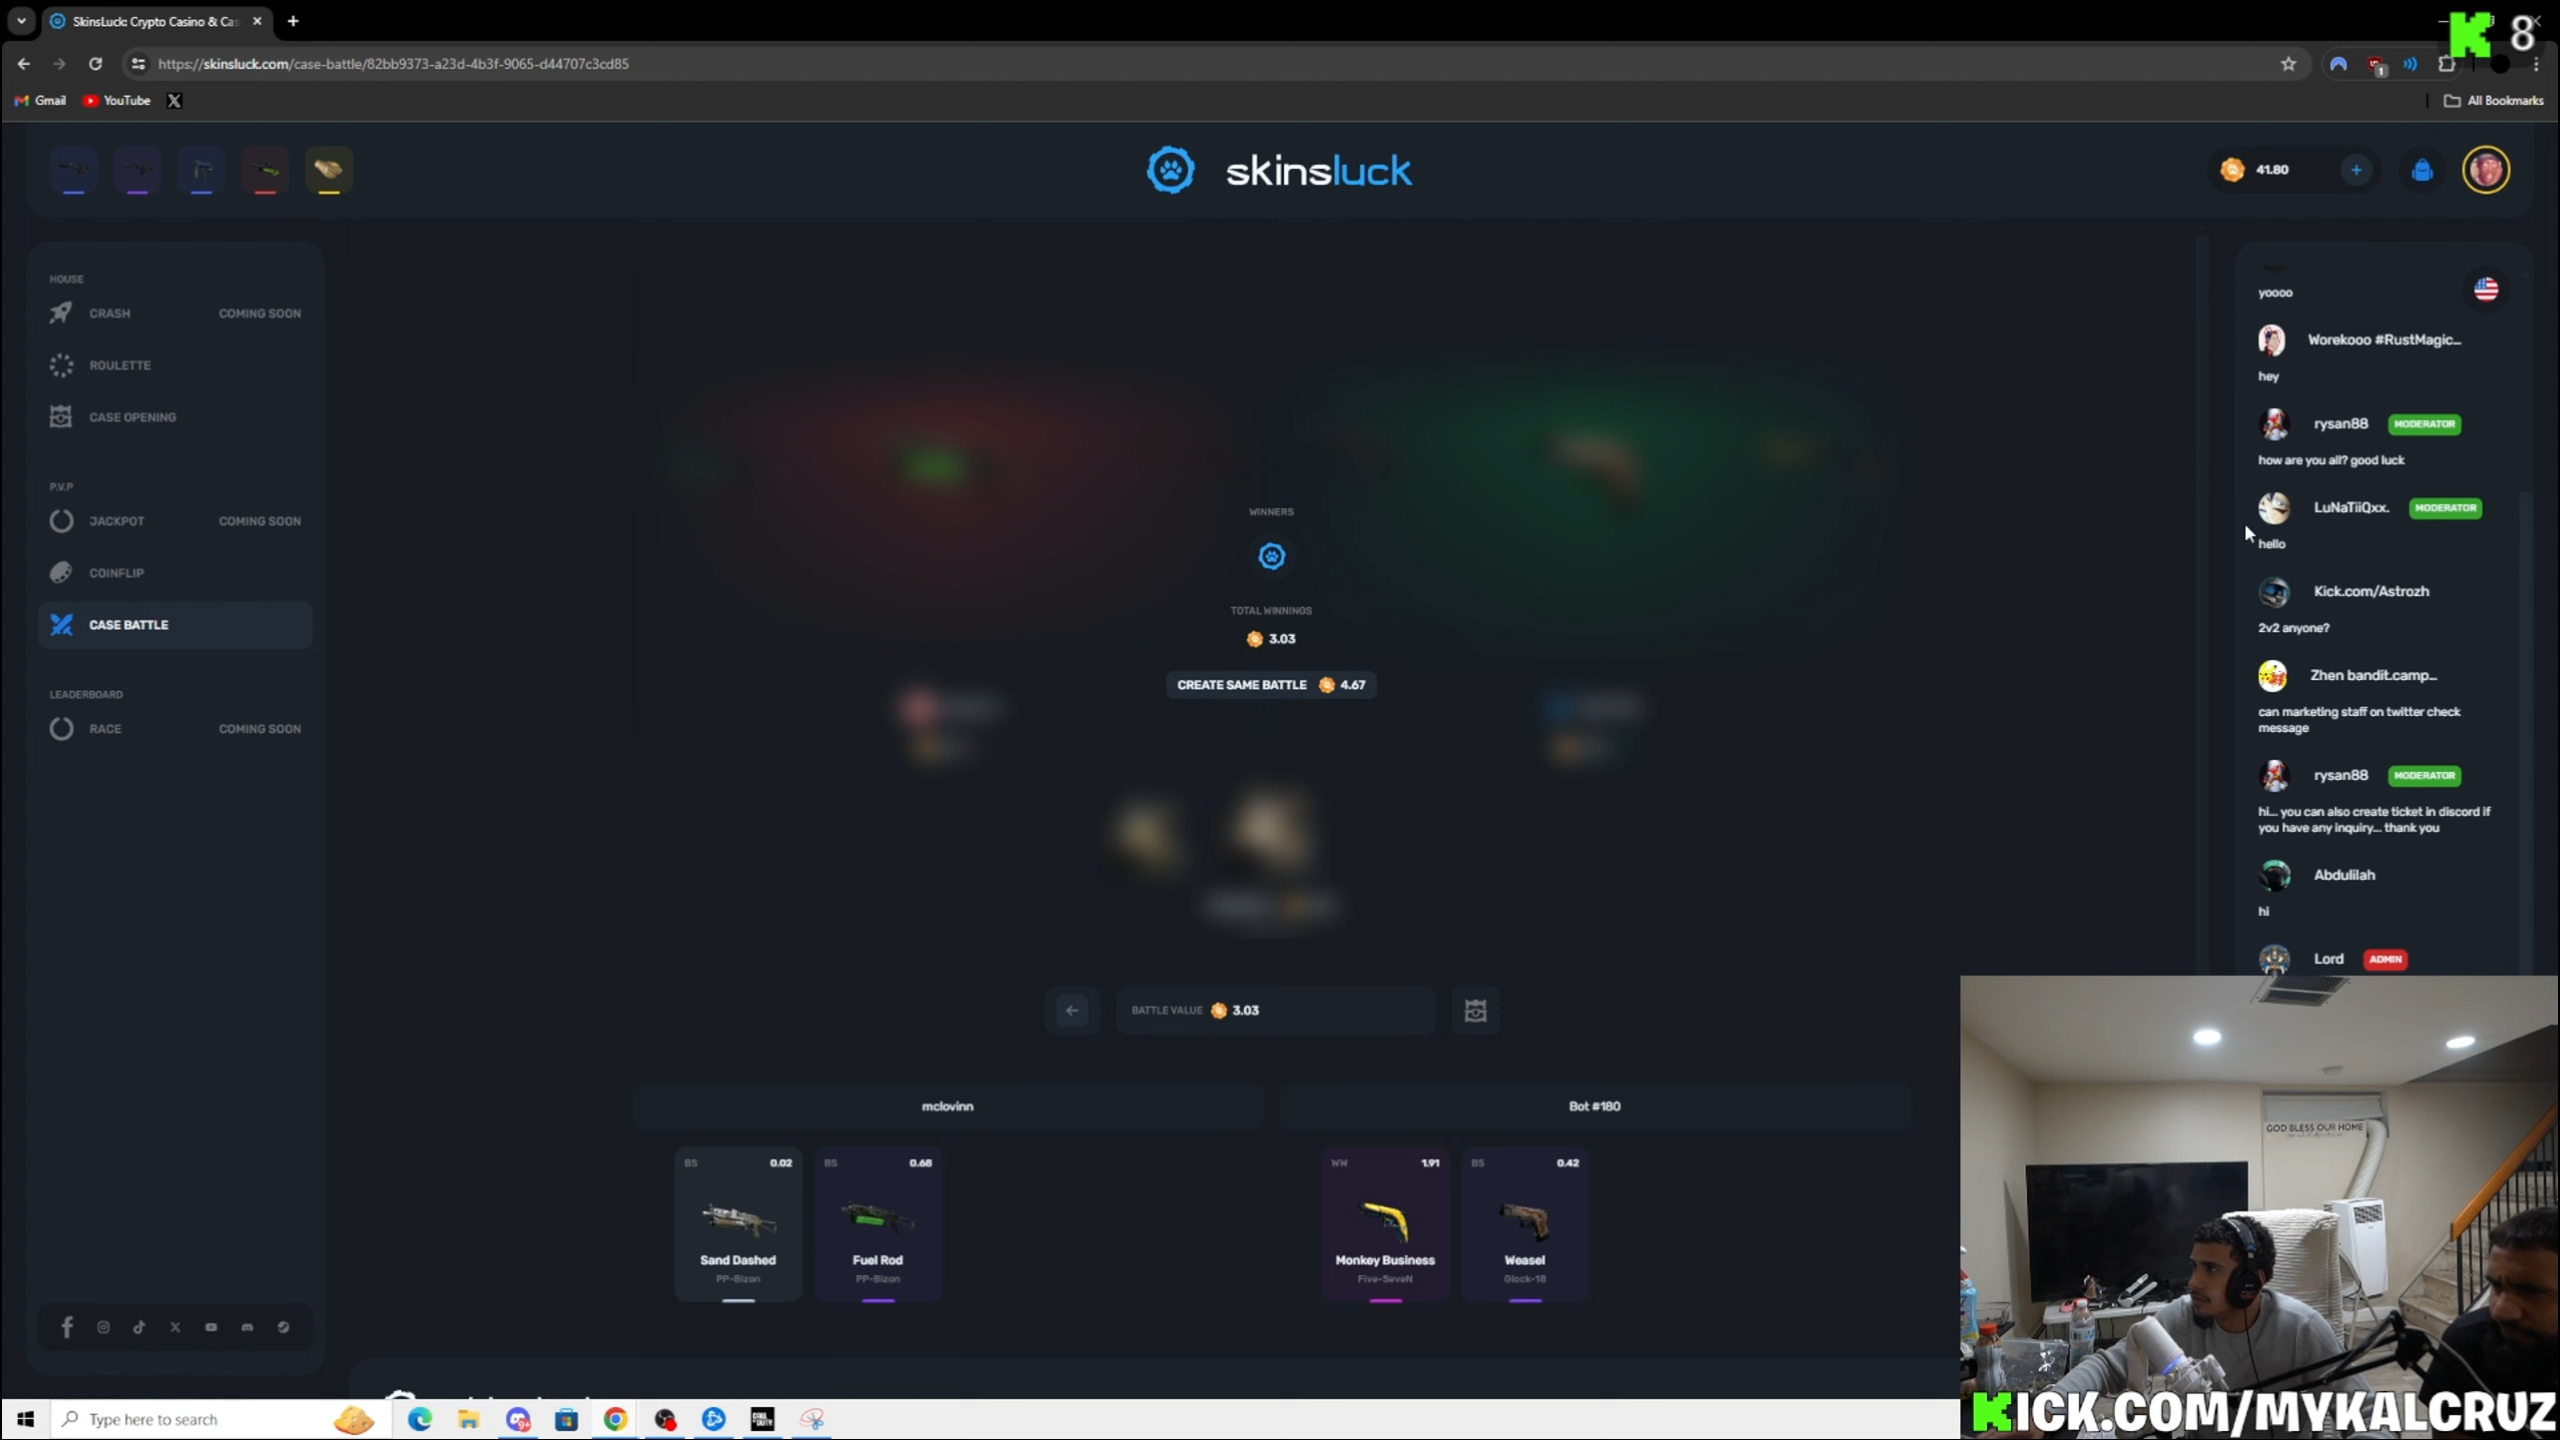 SkinsLuck: Crypto Casino & Cas
8
https://skinsluck.com/case-battle/82bb9373-a23d-4b3f-9065-d44707c3cd85
1
Gmail
YouTube
All Bookmarks
skinsluck
41.80
HOUSE
CRASH
COMING SOON
ROULETTE
CASE OPENING
P.V.P
JACKPOT
COMING SOON
COINFLIP
CASE BATTLE
LEADERBOARD
RACE
COMING SOON
WINNERS
TOTAL WINNINGS
3.03
CREATE SAME BATTLE 4.67
BATTLE VALUE 3.03
mclovinn
Bot #180
BS 0.02
Sand Dashed
PP-Bizon
BS 0.68
Fuel Rod
PP-Bizon
WW 1.91
Monkey Business
Five-SeveN
BS 0.42
Weasel
Glock-18
yoooo
Worekooo #RustMagic...
hey
rysan88 MODERATOR
how are you all? good luck
LuNaTiiQxx. MODERATOR
hello
Kick.com/Astrozh
2v2 anyone?
Zhen bandit.camp...
can marketing staff on twitter check
message
rysan88 MODERATOR
hi... you can also create ticket in discord if
you have any inquiry... thank you
Abdulilah
hi
Lord ADMIN
GOD BLESS OUR HOME
Type here to search
9+
CALL OF DUTY
KICK.COM/MYKALCRUZ